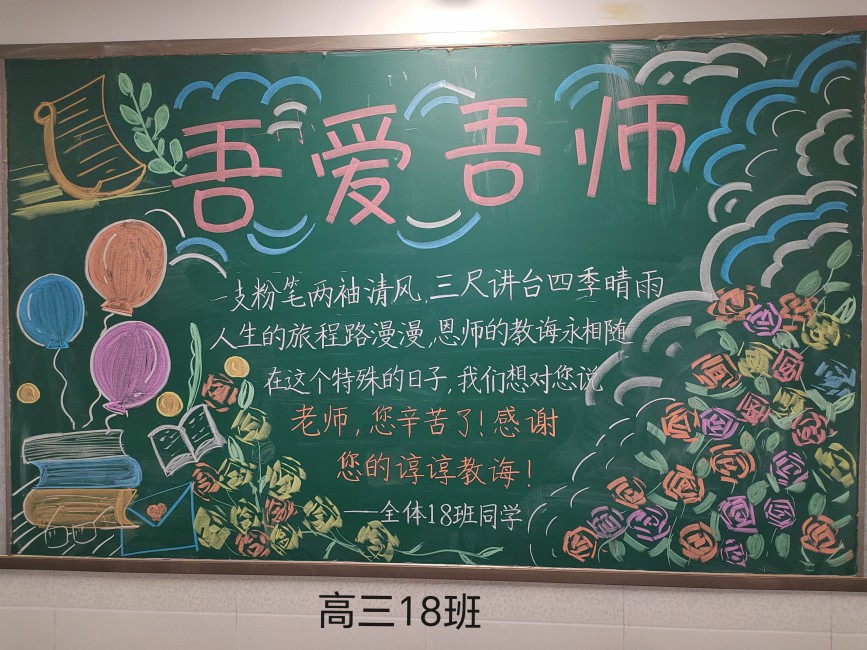 吾爱吾师
一支粉笔两袖清风,三尺讲台四季晴雨
人生的旅程路漫漫,恩师的教诲永相随
在这个特殊的日子,我们想对您说
老师,您辛苦了!感谢
您的谆谆教诲!
——全体18班同学
高三18班